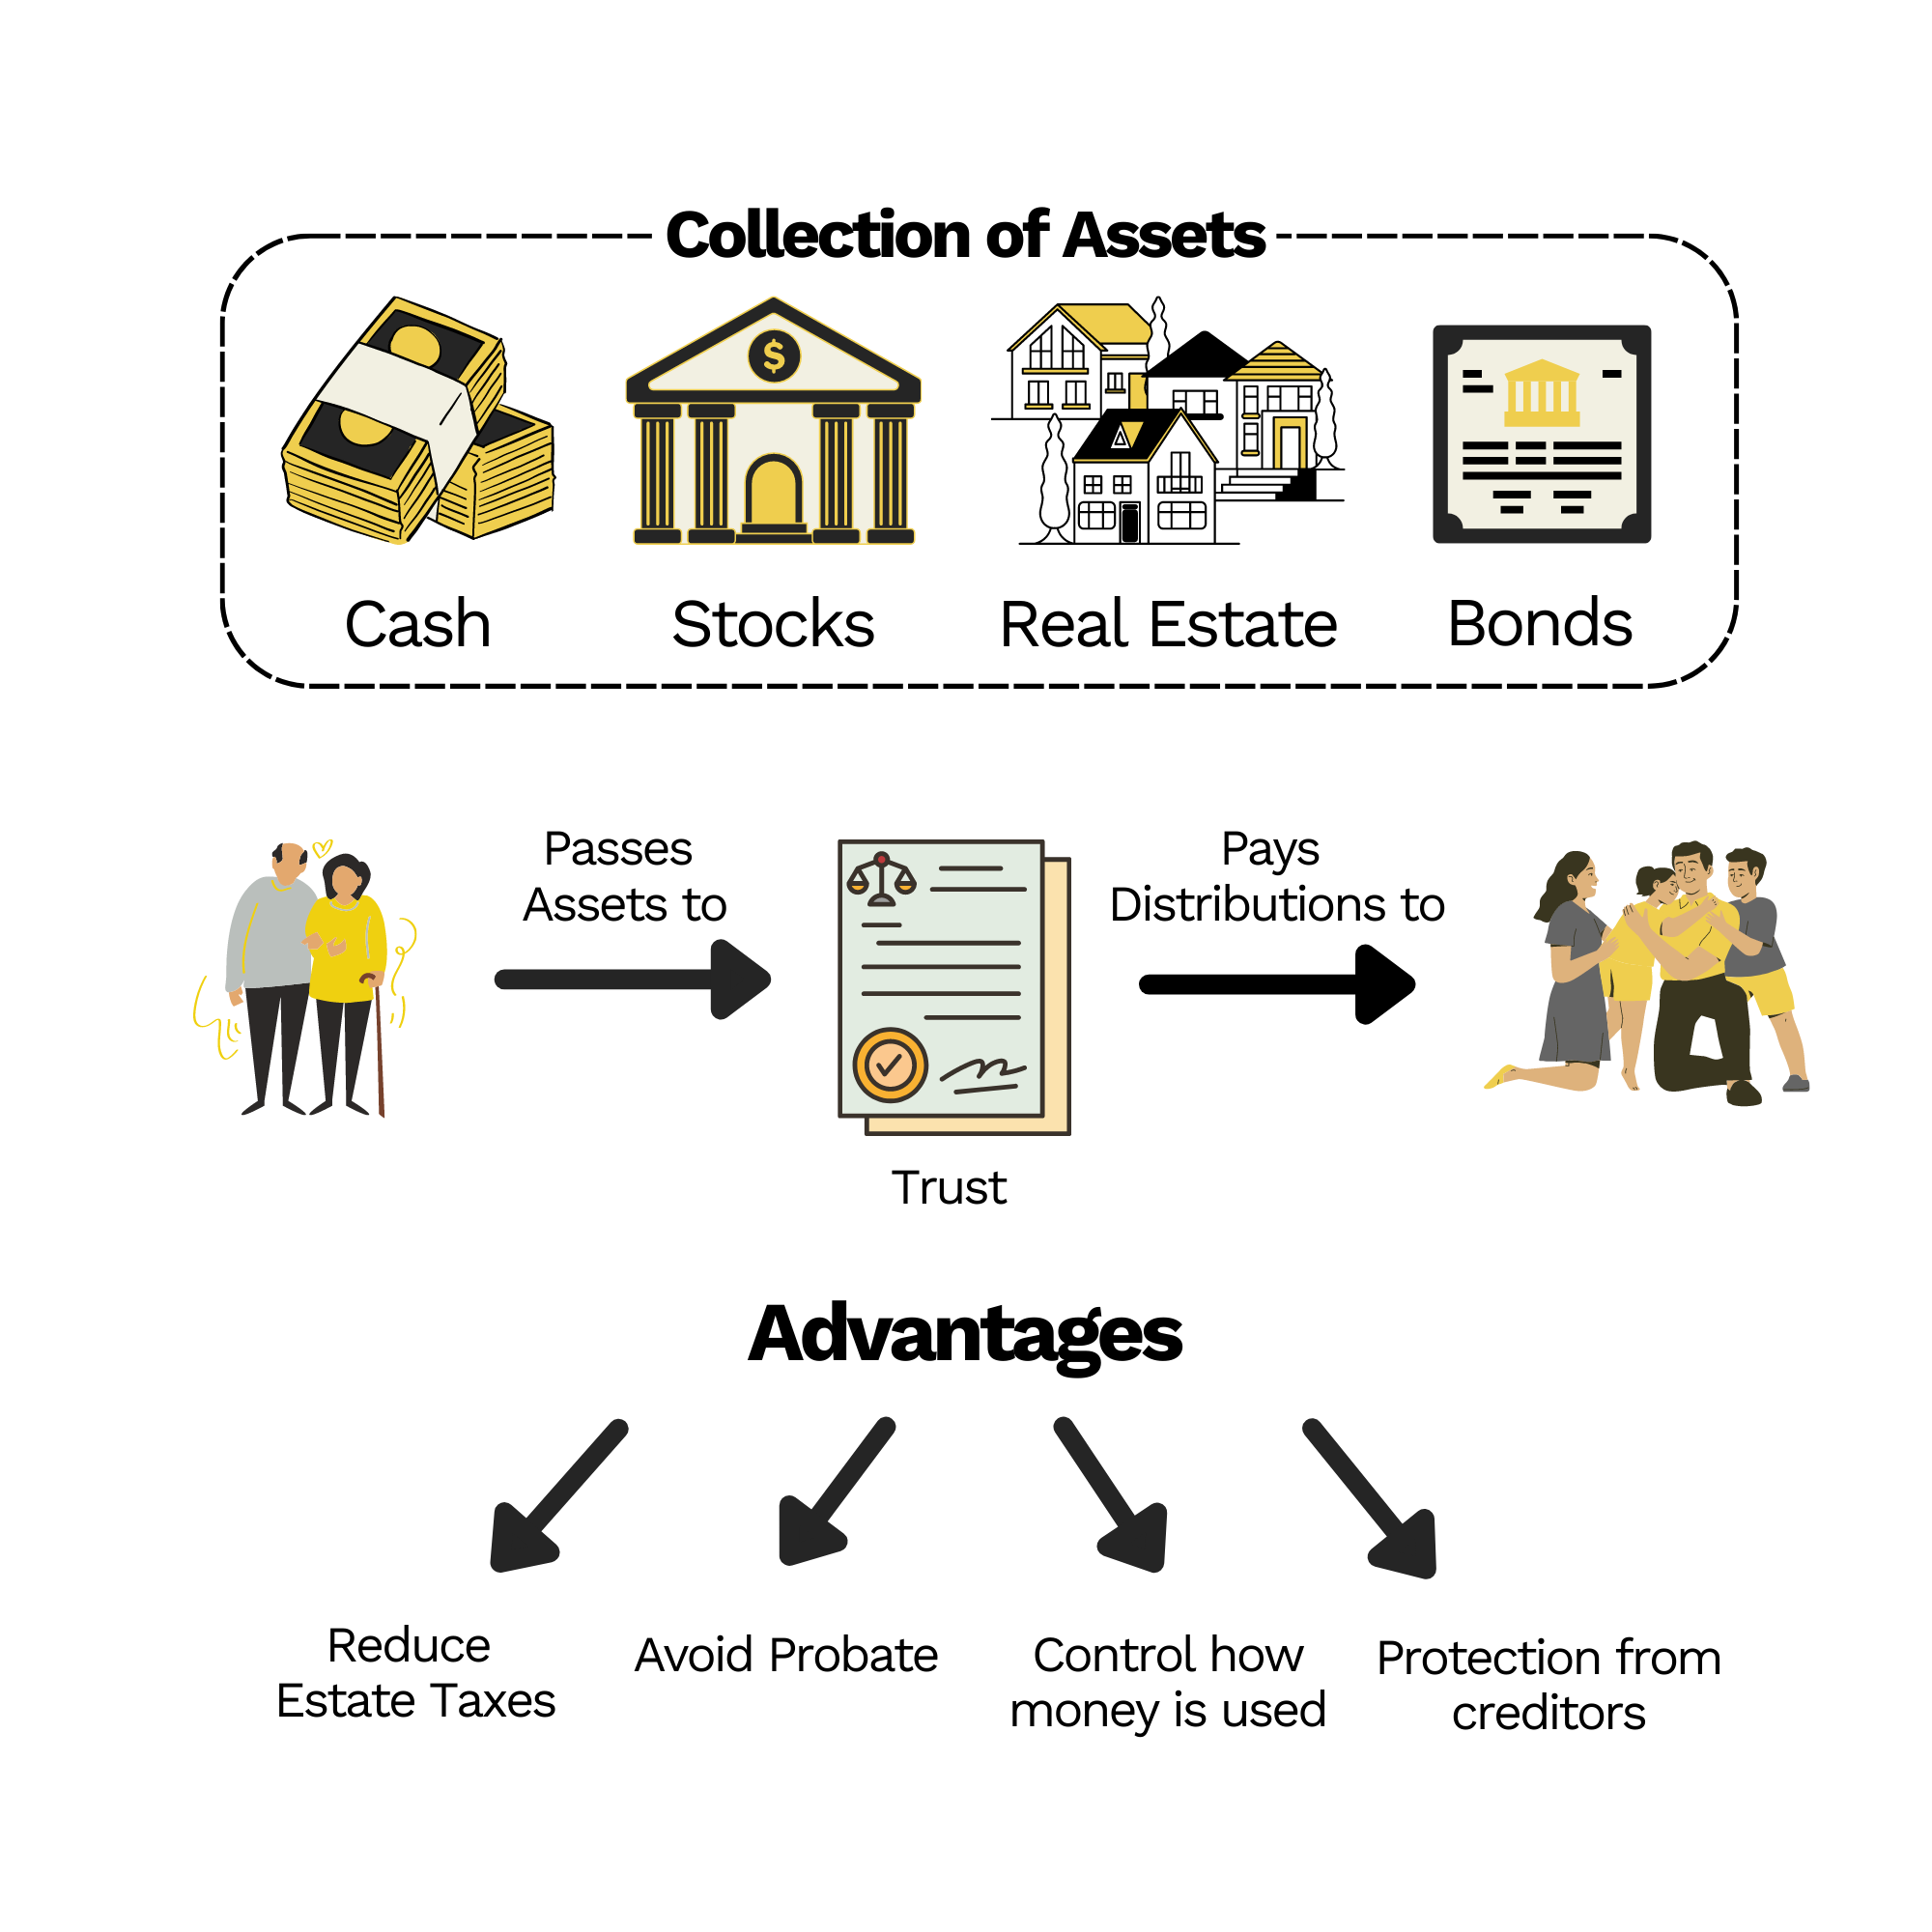 Collection of Assets
$
Cash
Stocks
Real Estate
Bonds
Passes
Assets to
Pays
Distributions to
Trust
Advantages
Reduce
Estate Taxes
Avoid Probate
Control how
money is used
Protection from
creditors